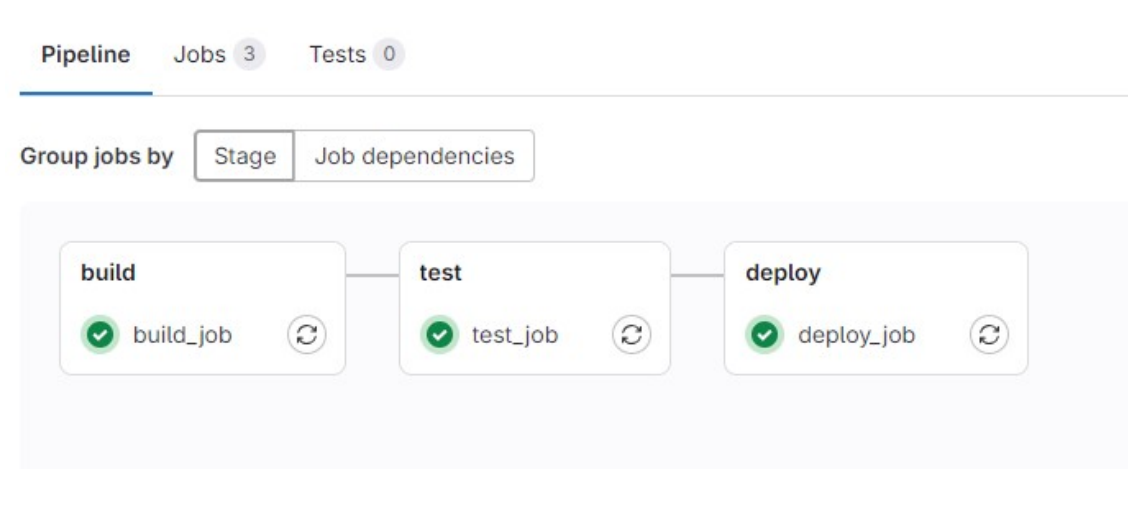 Pipeline Jobs 3 Tests 0
Group jobs by Stage Job dependencies
build test deploy
build_job test_job deploy_job